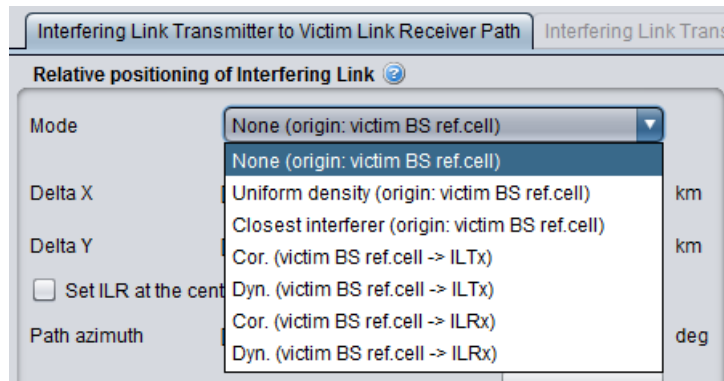 Interfering Link Transmitter to Victim Link Receiver Path
Interfering Link Trans
Relative positioning of Interfering Link
Mode
None (origin: victim BS ref.cell)
None (origin: victim BS ref.cell)
Uniform density (origin: victim BS ref.cell)
Delta X
km
Closest interferer (origin: victim BS ref.cell)
Delta Y
km
Cor. (victim BS ref.cell -> ILTx)
Set ILR at the cent
Dyn. (victim BS ref.cell -> ILTx)
Cor. (victim BS ref.cell -> ILRx)
Path azimuth
deg
Dyn. (victim BS ref.cell -> ILRx)